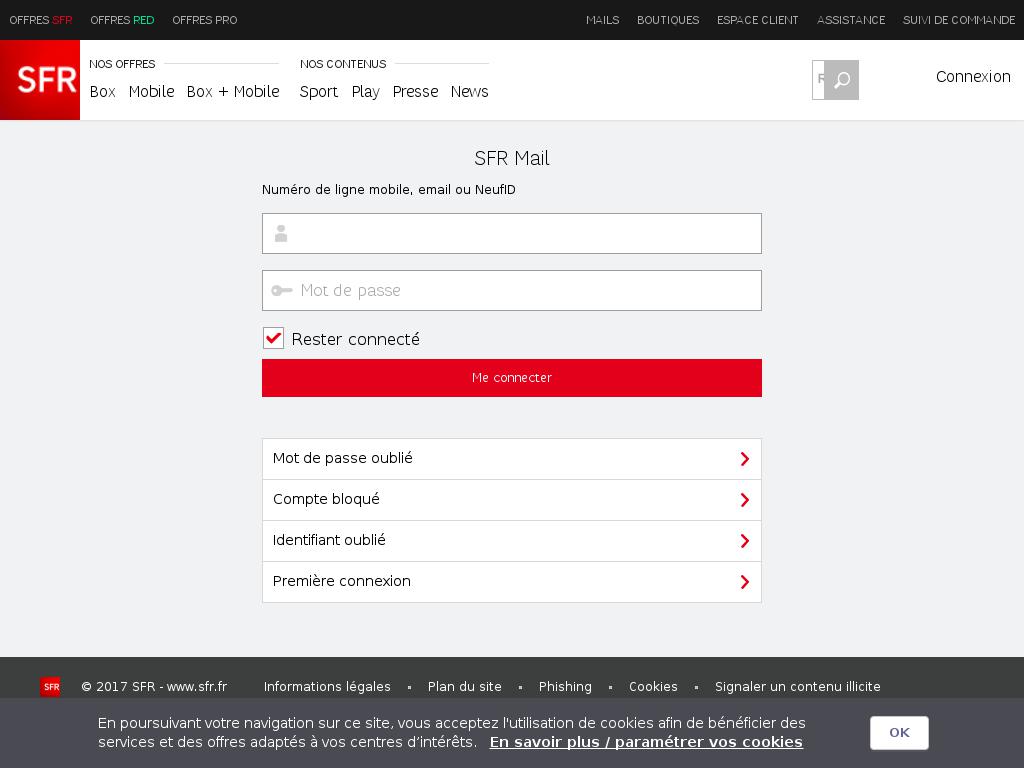 OFFRES SFR OFFRES RED OFFRES PRO MAILS BOUTIQUES ESPACE CLIENT ASSISTANCE SUIVI DE COMMANDE
SFR
NOS OFFRES NOS CONTENUS
Box Mobile Box + Mobile Sport Play Presse News
Connexion
SFR Mail
Numéro de ligne mobile, email ou NeufID
Mot de passe
Rester connecté
Me connecter
Mot de passe oublié
Compte bloqué
Identifiant oublié
Première connexion
SFR © 2017 SFR - www.sfr.fr Informations légales Plan du site Phishing Cookies Signaler un contenu illicite
En poursuivant votre navigation sur ce site, vous acceptez l'utilisation de cookies afin de bénéficier des
services et des offres adaptés à vos centres d’intérêts. En savoir plus / paramétrer vos cookies
OK